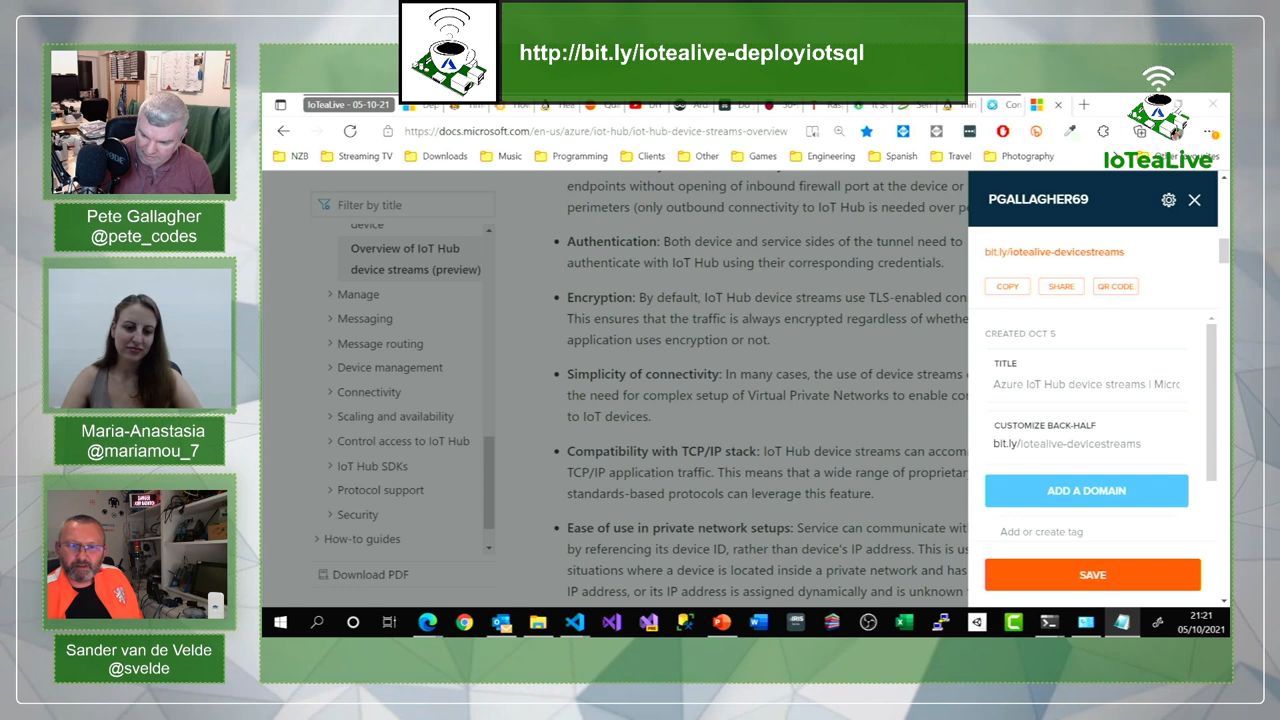 http://bit.ly/iotealive-deployiotsql
IoTeaLive
Pete Gallagher
@pete_codes
Maria-Anastasia
@mariamou_7
Sander van de Velde
@svelde
IoTeaLive - 05-10-21
https://docs.microsoft.com/en-us/azure/iot-hub/iot-hub-device-streams-overview
NZB
Streaming TV
Downloads
Music
Programming
Clients
Other
Games
Engineering
Spanish
Travel
Photography
Filter by title
device
Overview of IoT Hub
device streams (preview)
Manage
Messaging
Message routing
Device management
Connectivity
Scaling and availability
Control access to IoT Hub
IoT Hub SDKs
Protocol support
Security
How-to guides
Download PDF
endpoints without opening of inbound firewall port at the device or
perimeters (only outbound connectivity to IoT Hub is needed over
• Authentication: Both device and service sides of the tunnel need to
authenticate with IoT Hub using their corresponding credentials.
• Encryption: By default, IoT Hub device streams use TLS-enabled con
This ensures that the traffic is always encrypted regardless of whethe
application uses encryption or not.
• Simplicity of connectivity: In many cases, the use of device streams
the need for complex setup of Virtual Private Networks to enable co
to IoT devices.
• Compatibility with TCP/IP stack: IoT Hub device streams can accom
TCP/IP application traffic. This means that a wide range of proprietar
standards-based protocols can leverage this feature.
• Ease of use in private network setups: Service can communicate wit
by referencing its device ID, rather than device's IP address. This is us
situations where a device is located inside a private network and has
IP address, or its IP address is assigned dynamically and is unknown
PGALLAGHER69
bit.ly/iotealive-devicestreams
COPY
SHARE
QR CODE
CREATED OCT 5
TITLE
Azure IoT Hub device streams | Micro
CUSTOMIZE BACK-HALF
bit.ly/iotealive-devicestreams
ADD A DOMAIN
Add or create tag
SAVE
21:21
05/10/2021